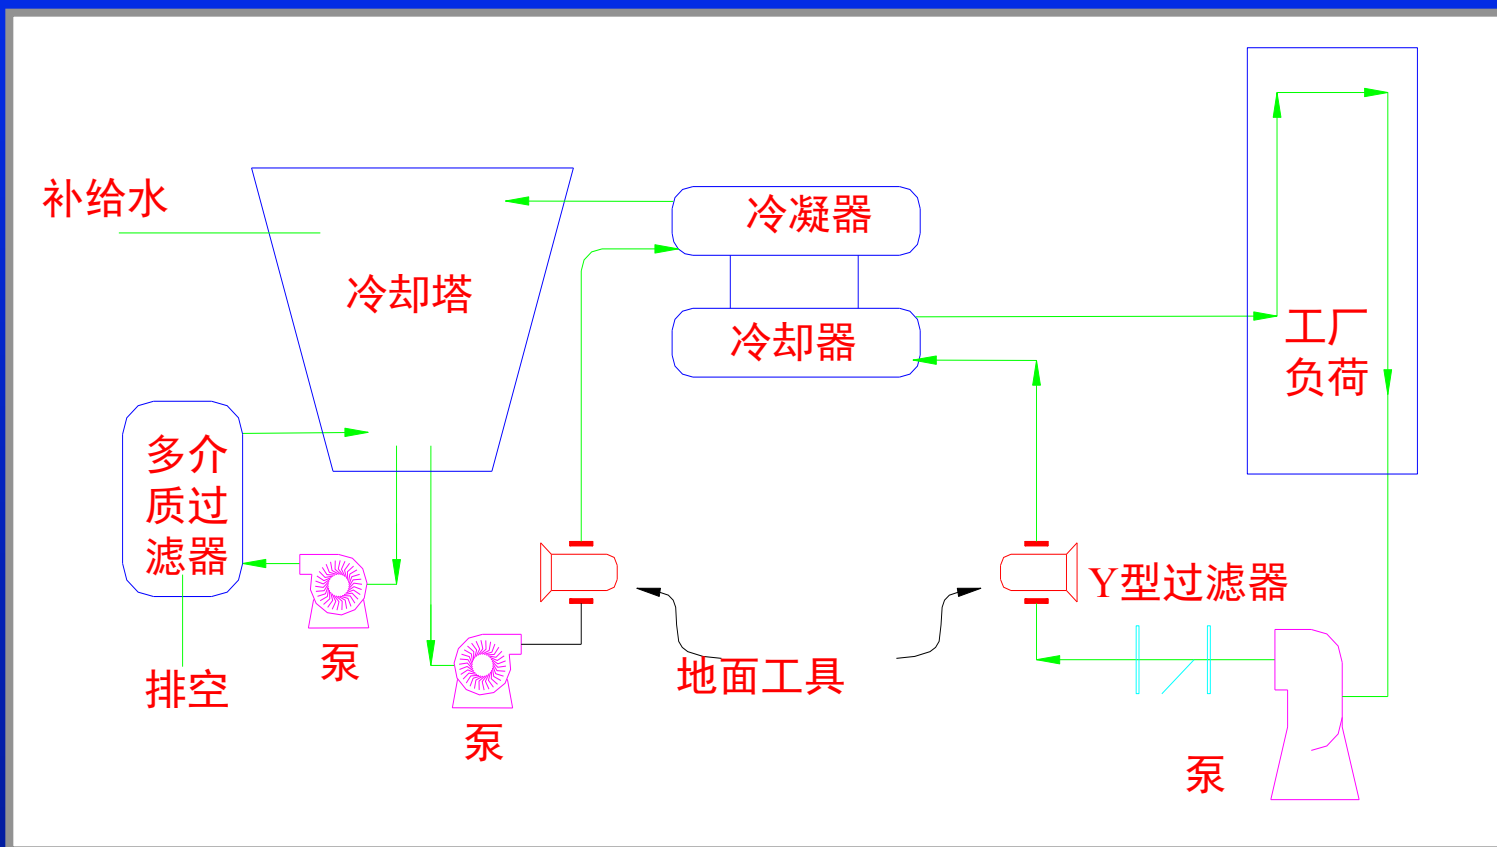 补给水
冷凝器
冷却塔
冷却器
工厂
负荷
多介
质过
滤器
Y型过滤器
泵
地面工具
排空
泵
泵